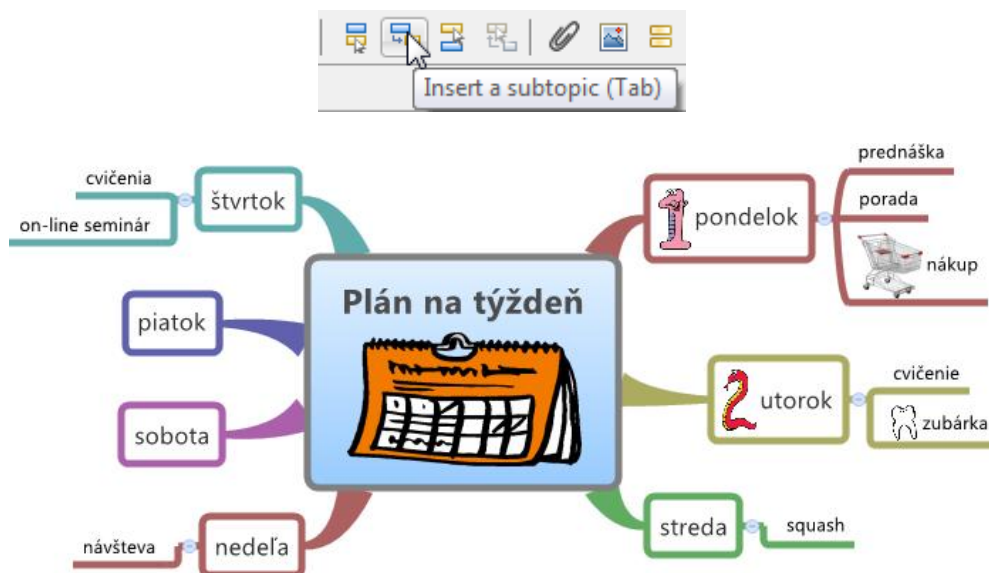 Insert a subtopic (Tab)
Plán na týždeň
pondelok
prednáška
porada
nákup
utorok
cvičenie
zubárka
streda
squash
štvrtok
cvičenia
on-line seminár
piatok
sobota
nedeľa
návšteva